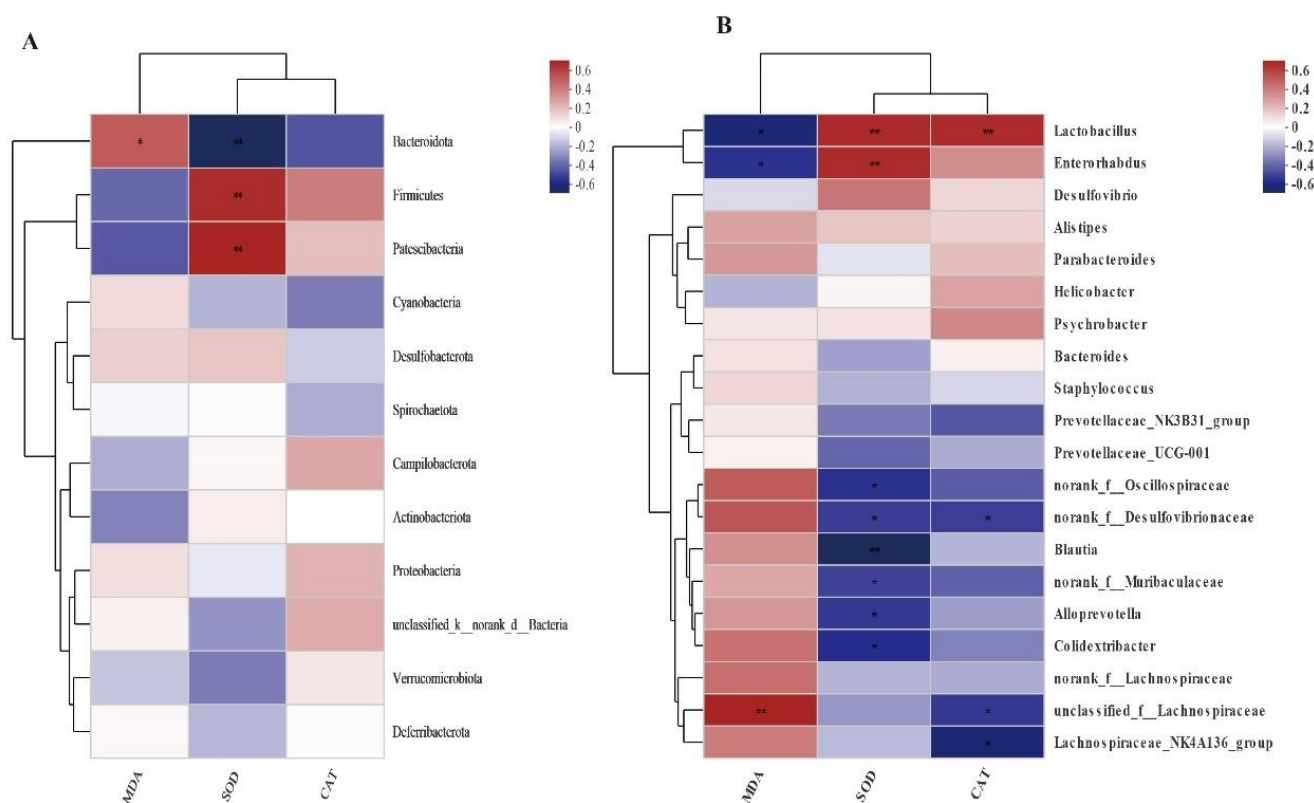 A
0.6
0.4
0.2
0
-0.2
-0.4
-0.6
* ** Bacteroidota
** Firmicutes
** Patescibacteria
Cyanobacteria
Desulfobacterota
Spirochaetota
Campilobacterota
Actinobacteriota
Proteobacteria
unclassified_k__norank_d__Bacteria
Verrucomicrobiota
Deferribacterota
MDA SOD CAT
B
0.6
0.4
0.2
0
-0.2
-0.4
-0.6
* ** ** Lactobacillus
* ** Enterorhabdus
Desulfovibrio
Alistipes
Parabacteroides
Helicobacter
Psychrobacter
Bacteroides
Staphylococcus
Prevotellaceae_NK3B31_group
Prevotellaceae_UCG-001
* norank_f__Oscillospiraceae
* * norank_f__Desulfovibrionaceae
** Blautia
* norank_f__Muribaculaceae
* Alloprevotella
* Colidextribacter
norank_f__Lachnospiraceae
** * unclassified_f__Lachnospiraceae
* Lachnospiraceae_NK4A136_group
MDA SOD CAT